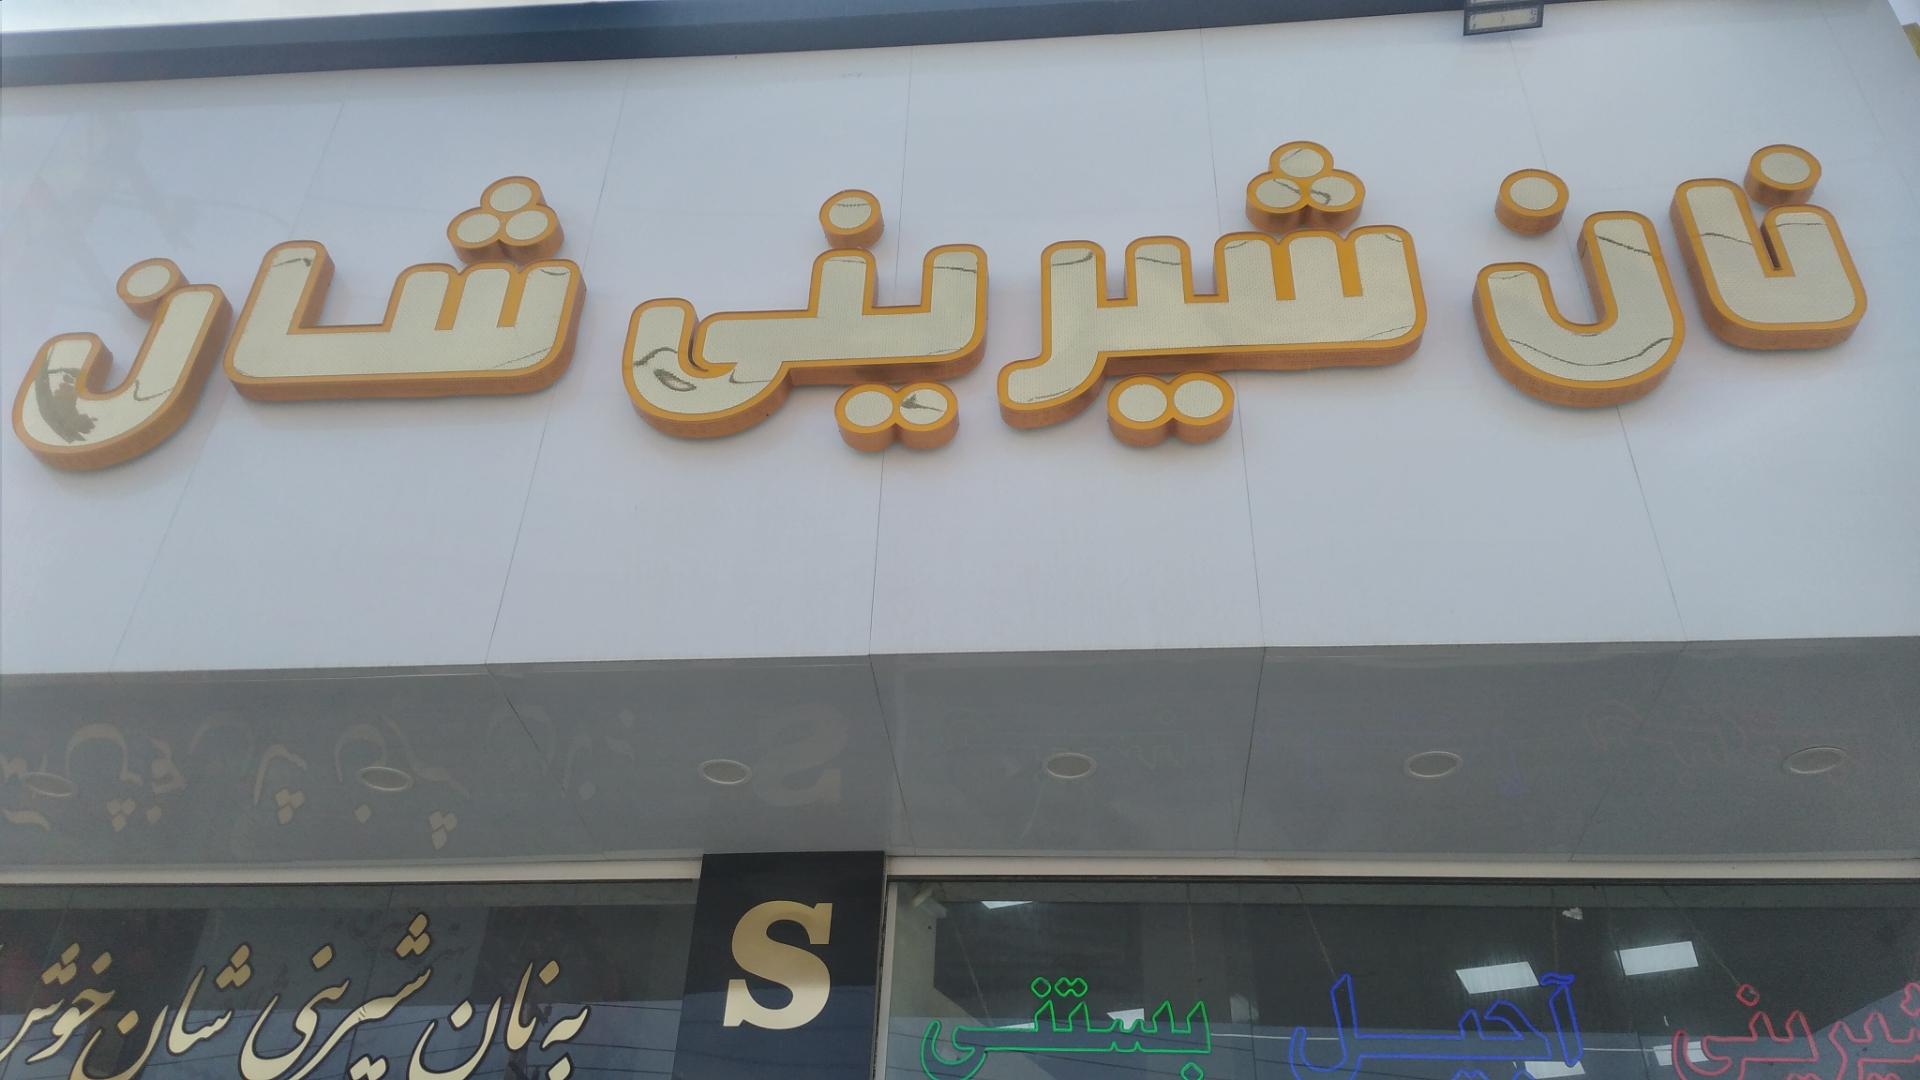 نان شیرینی شان
به نان شیرینی شان خوش
S
شیرینی آجیل بستنی